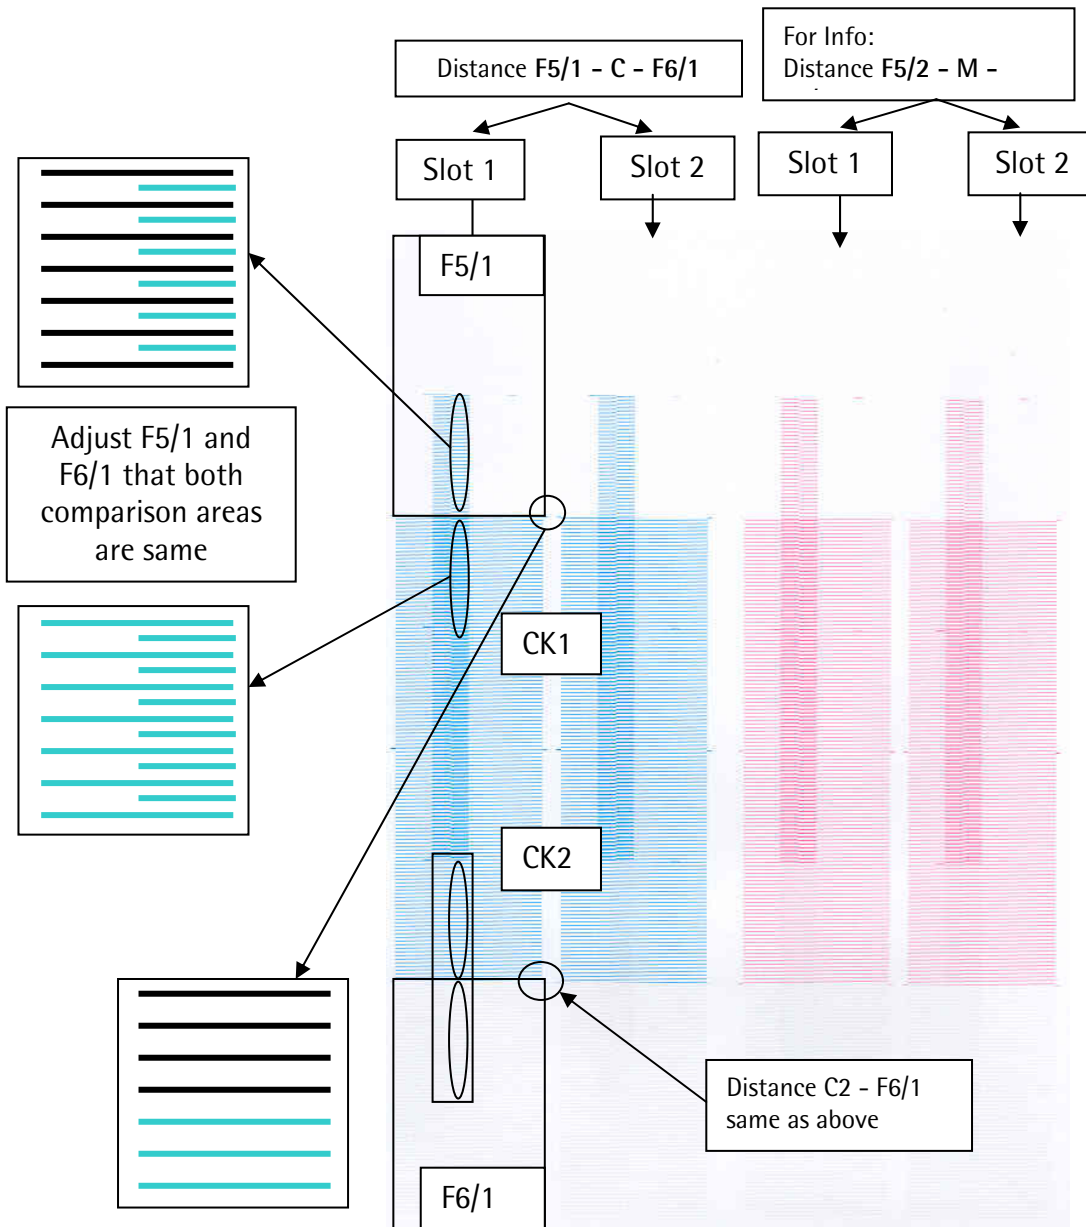 Distance F5/1 - C - F6/1
For Info:
Distance F5/2 - M -
Slot 1
Slot 2
Slot 1
Slot 2
F5/1
Adjust F5/1 and
F6/1 that both
comparison areas
are same
CK1
CK2
Distance C2 - F6/1
same as above
F6/1